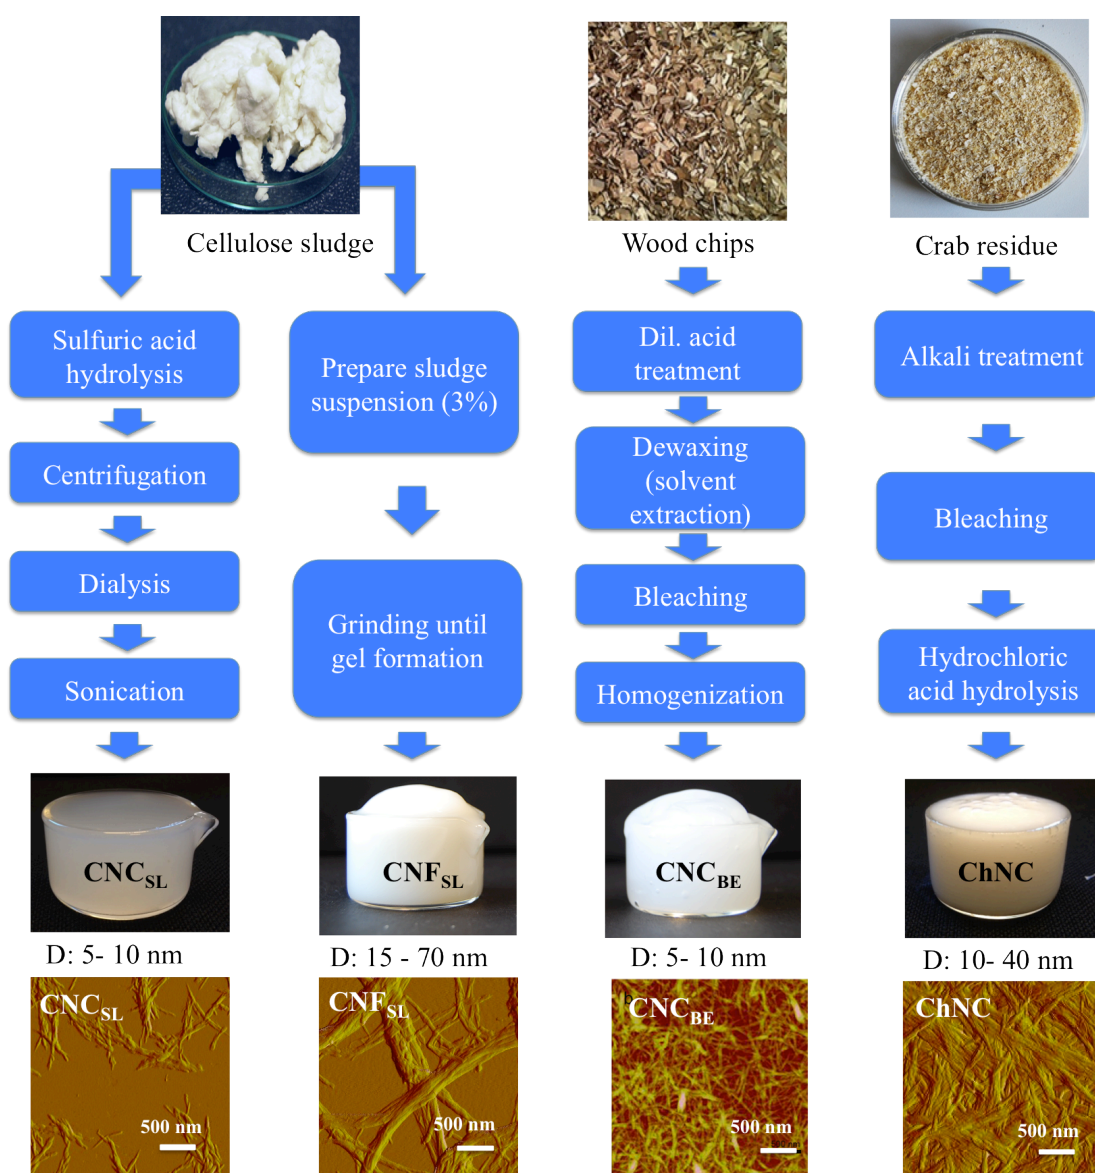 Cellulose sludge
Wood chips
Crab residue
Sulfuric acid
hydrolysis
Centrifugation
Dialysis
Sonication
Prepare sludge
suspension (3%)
Grinding until
gel formation
Dil. acid
treatment
Dewaxing
(solvent
extraction)
Bleaching
Homogenization
Alkali treatment
Bleaching
Hydrochloric
acid hydrolysis
CNCSL
CNFSL
CNCBE
ChNC
D: 5- 10 nm
D: 15 - 70 nm
D: 5- 10 nm
D: 10- 40 nm
CNCSL
500 nm
CNFSL
500 nm
CNCBE
500 nm
ChNC
500 nm